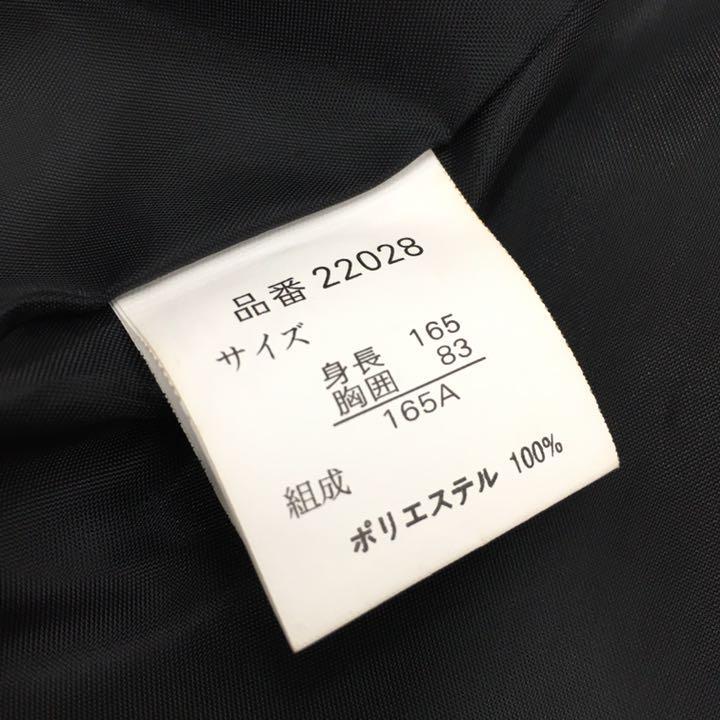 品番 22028
サイズ
身長 165
胸囲 83
165A
組成
ポリエステル 100%